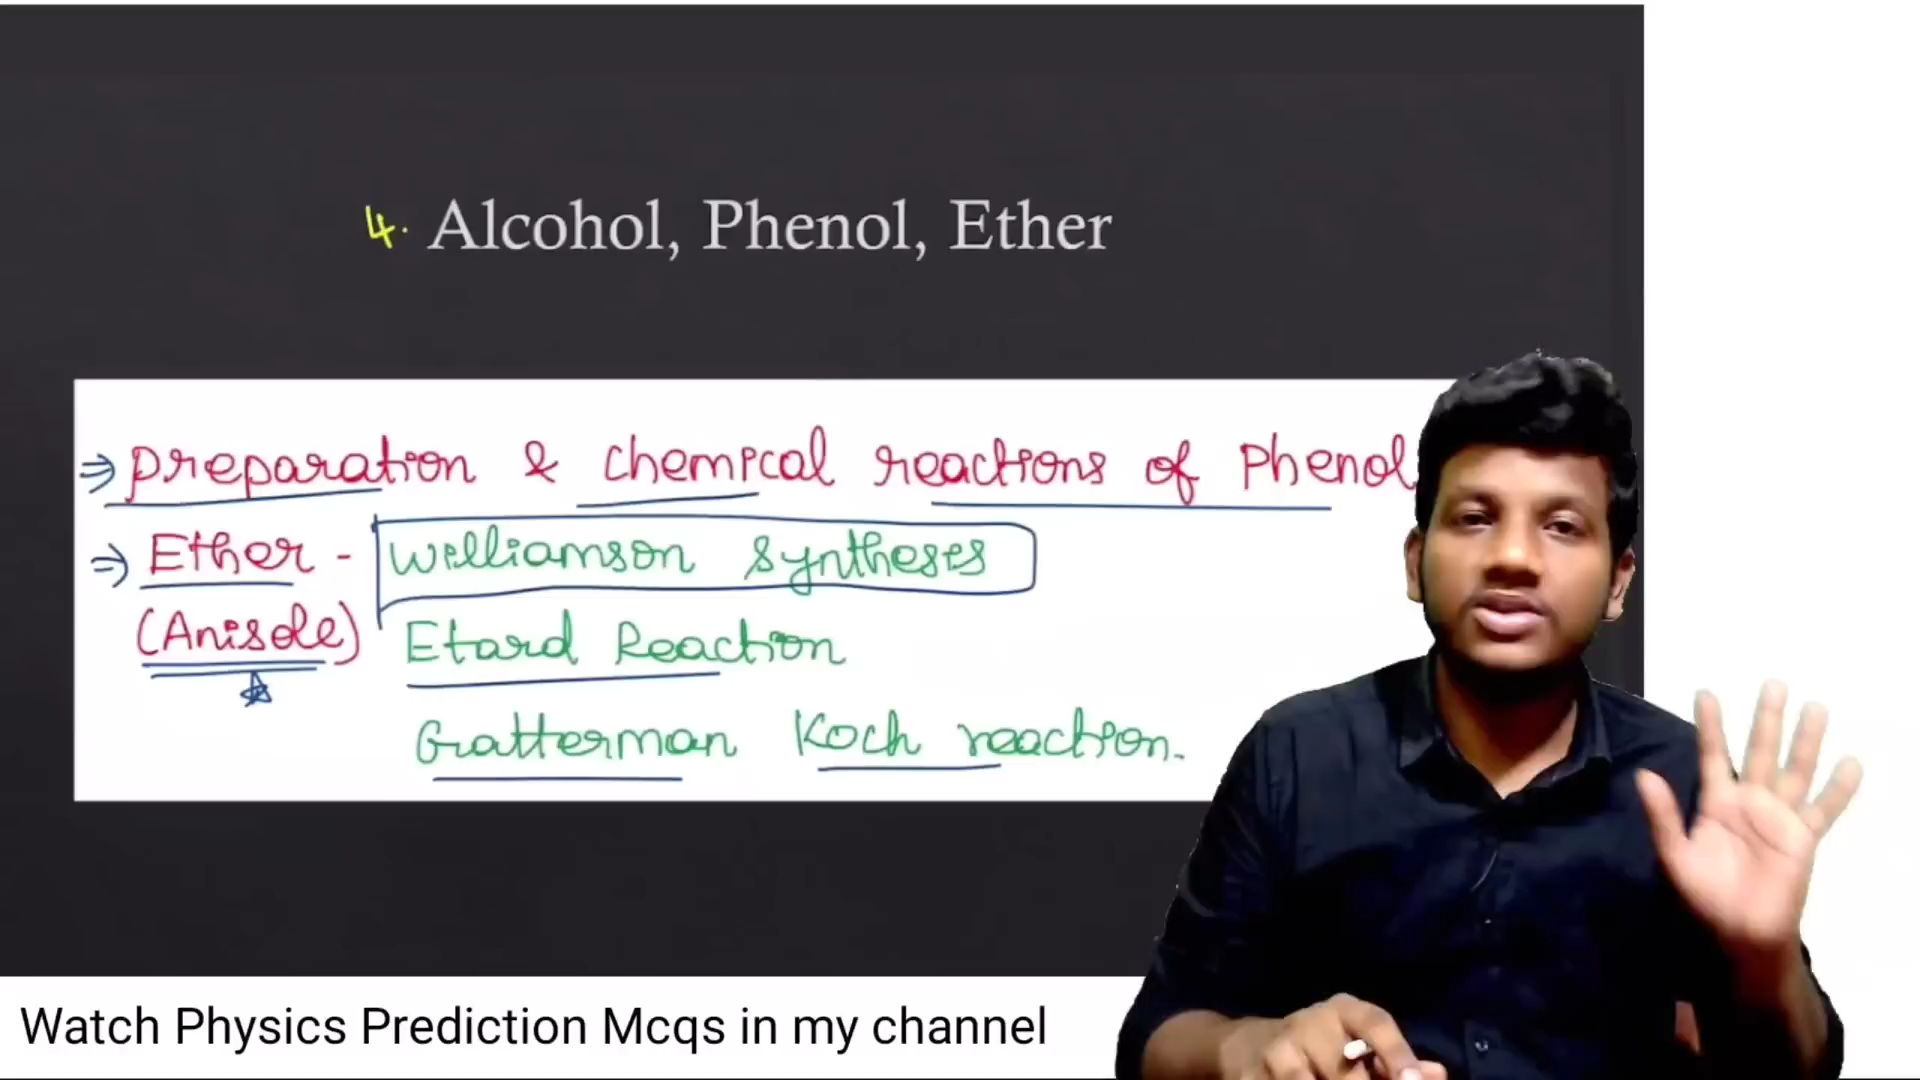 4. Alcohol, Phenol, Ether
⇒ preparation & chemical reactions of Phenol
⇒ Ether - Williamson syntheses
(Anisole) Etard Reaction
Gratterman Koch reaction.
Watch Physics Prediction Mcqs in my channel